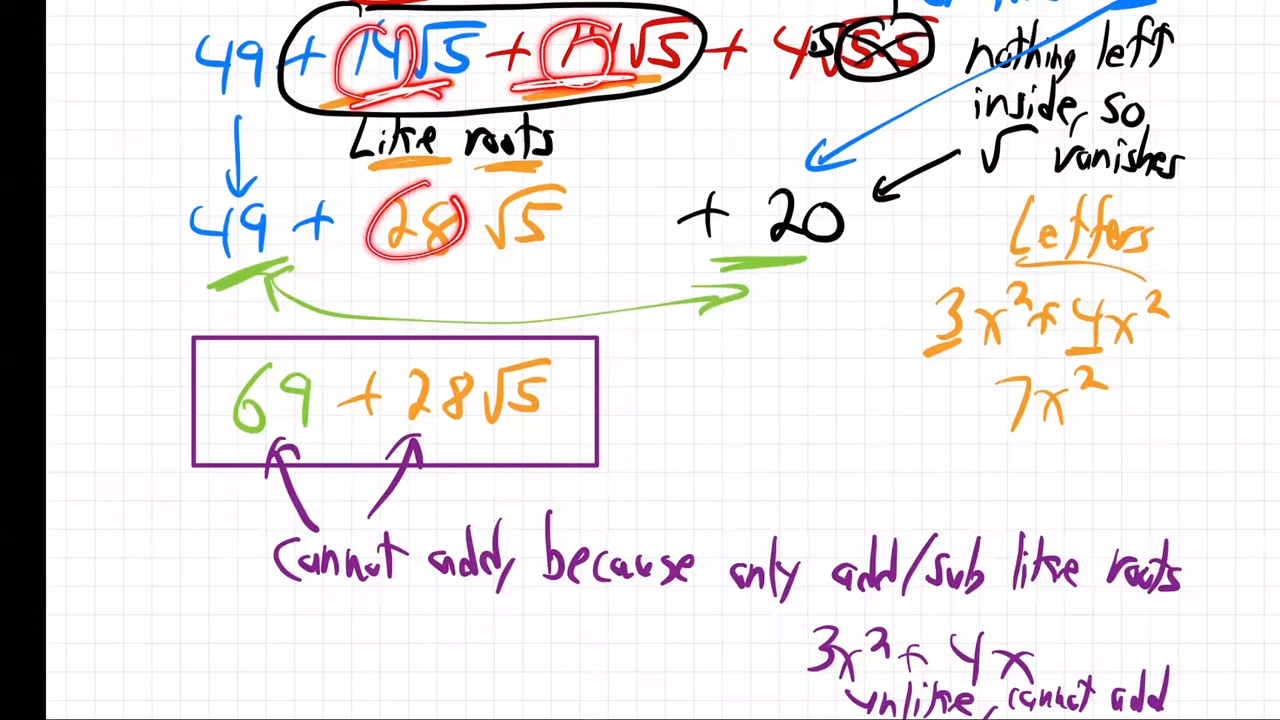 49 + 14√5 + 14√5 + 4√5·5
nothing left
inside, so
√ vanishes
Like roots
49 + 28√5 + 20
Letters
3x² + 4x²
7x²
69 + 28√5
cannot add, because only add/sub like roots
3x² + 4x
unlike, cannot add